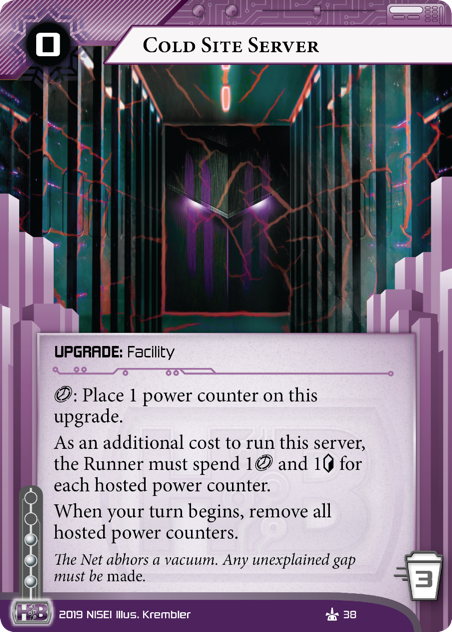 0
Cold Site Server
UPGRADE: Facility
: Place 1 power counter on this
upgrade.
As an additional cost to run this server,
the Runner must spend 1 and 1 for
each hosted power counter.
When your turn begins, remove all
hosted power counters.
The Net abhors a vacuum. Any unexplained gap
must be made.
3
HB
2019 NISEI Illus. Krembler
38